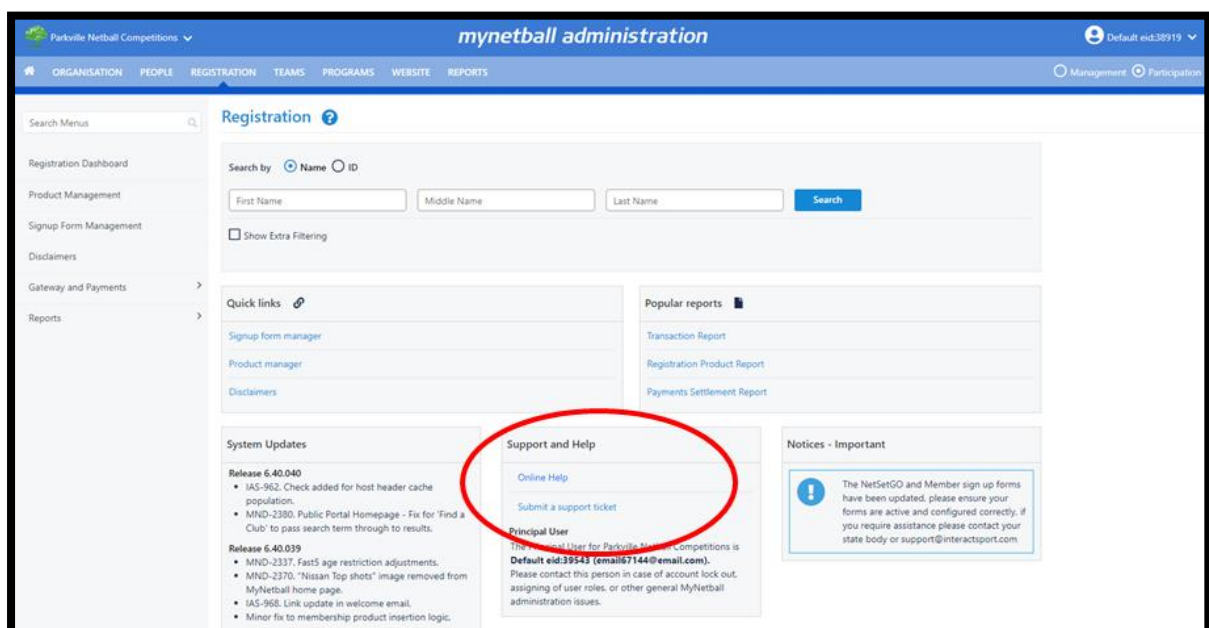 Parkville Netball Competitions
mynetball administration
Default eid:38919
ORGANISATION PEOPLE REGISTRATION TEAMS PROGRAMS WEBSITE REPORTS
Management Participation
Search Menus
Registration Dashboard
Product Management
Signup Form Management
Disclaimers
Gateway and Payments
Reports
Registration ?
Search by Name ID
First Name Middle Name Last Name Search
Show Extra Filtering
Quick links
Signup form manager
Product manager
Disclaimers
Popular reports
Transaction Report
Registration Product Report
Payments Settlement Report
System Updates
Release 6.40.040
• IAS-962. Check added for host header cache
population.
• MND-2380. Public Portal Homepage - Fix for 'Find a
Club' to pass search term through to results.
Release 6.40.039
• MND-2337. Fast5 age restriction adjustments.
• MND-2370. "Nissan Top shots" image removed from
MyNetball home page.
• IAS-968. Link update in welcome email.
• Minor fix to membership product insertion logic.
Support and Help
Online Help
Submit a support ticket
Principal User
The Principal User for Parkville Netball Competitions is
Default eid:39543 (email67144@email.com).
Please contact this person in case of account lock out,
assigning of user roles, or other general MyNetball
administration issues.
Notices - Important
The NetSetGO and Member sign up forms
have been updated, please ensure your
forms are active and configured correctly, if
you require assistance please contact your
state body or support@interactsport.com